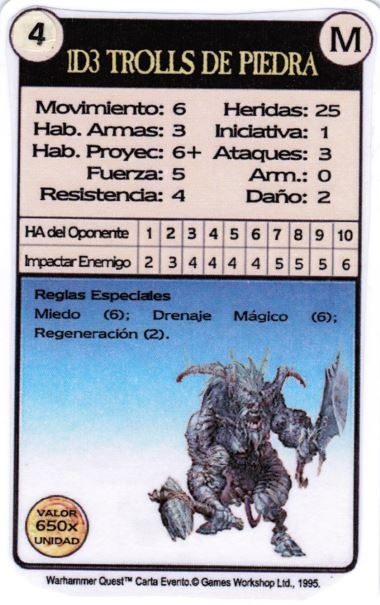 4
M
1D3 TROLLS DE PIEDRA
Movimiento: 6 Heridas: 25
Hab. Armas: 3 Iniciativa: 1
Hab. Proyec: 6+ Ataques: 3
Fuerza: 5 Arm.: 0
Resistencia: 4 Daño: 2
HA del Oponente 1 2 3 4 5 6 7 8 9 10
Impactar Enemigo 2 3 4 4 4 4 5 5 5 6
Reglas Especiales
Miedo (6); Drenaje Mágico (6);
Regeneración (2).
VALOR
650x
UNIDAD
Warhammer Quest™ Carta Evento.© Games Workshop Ltd., 1995.